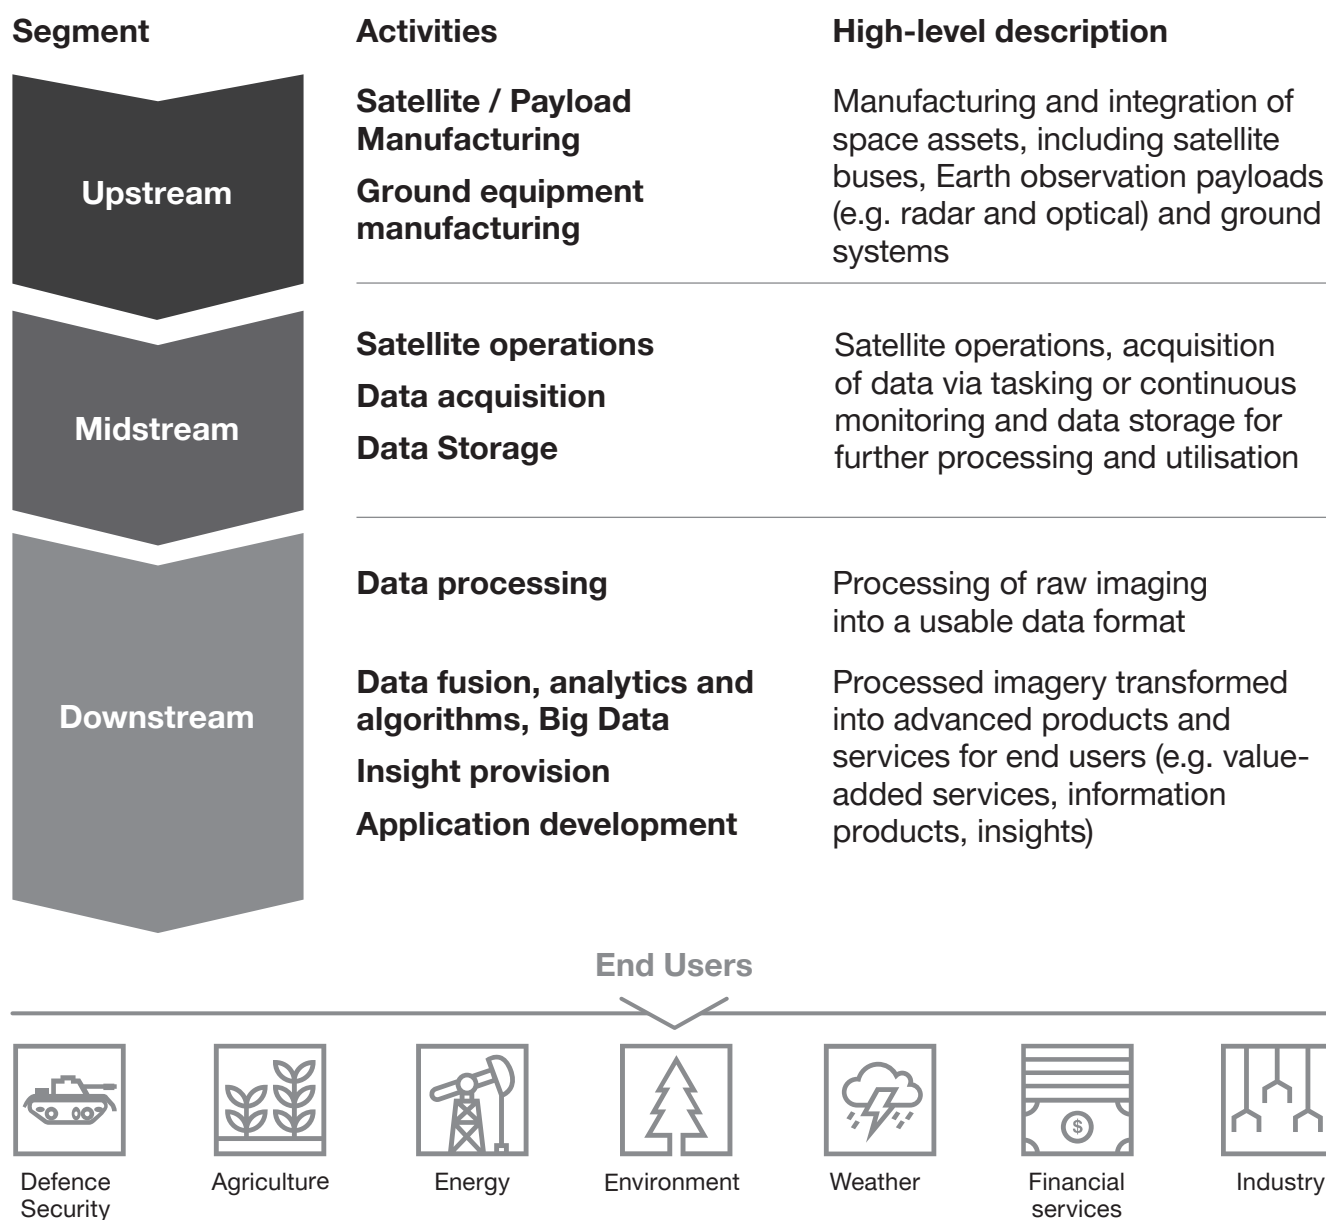 Segment
Activities
High-level description
Upstream
Satellite / Payload
Manufacturing
Ground equipment
manufacturing
Manufacturing and integration of
space assets, including satellite
buses, Earth observation payloads
(e.g. radar and optical) and ground
systems
Midstream
Satellite operations
Data acquisition
Data Storage
Satellite operations, acquisition
of data via tasking or continuous
monitoring and data storage for
further processing and utilisation
Downstream
Data processing
Processing of raw imaging
into a usable data format
Data fusion, analytics and
algorithms, Big Data
Insight provision
Application development
Processed imagery transformed
into advanced products and
services for end users (e.g. value-
added services, information
products, insights)
End Users
$
Defence
Security
Agriculture
Energy
Environment
Weather
Financial
services
Industry